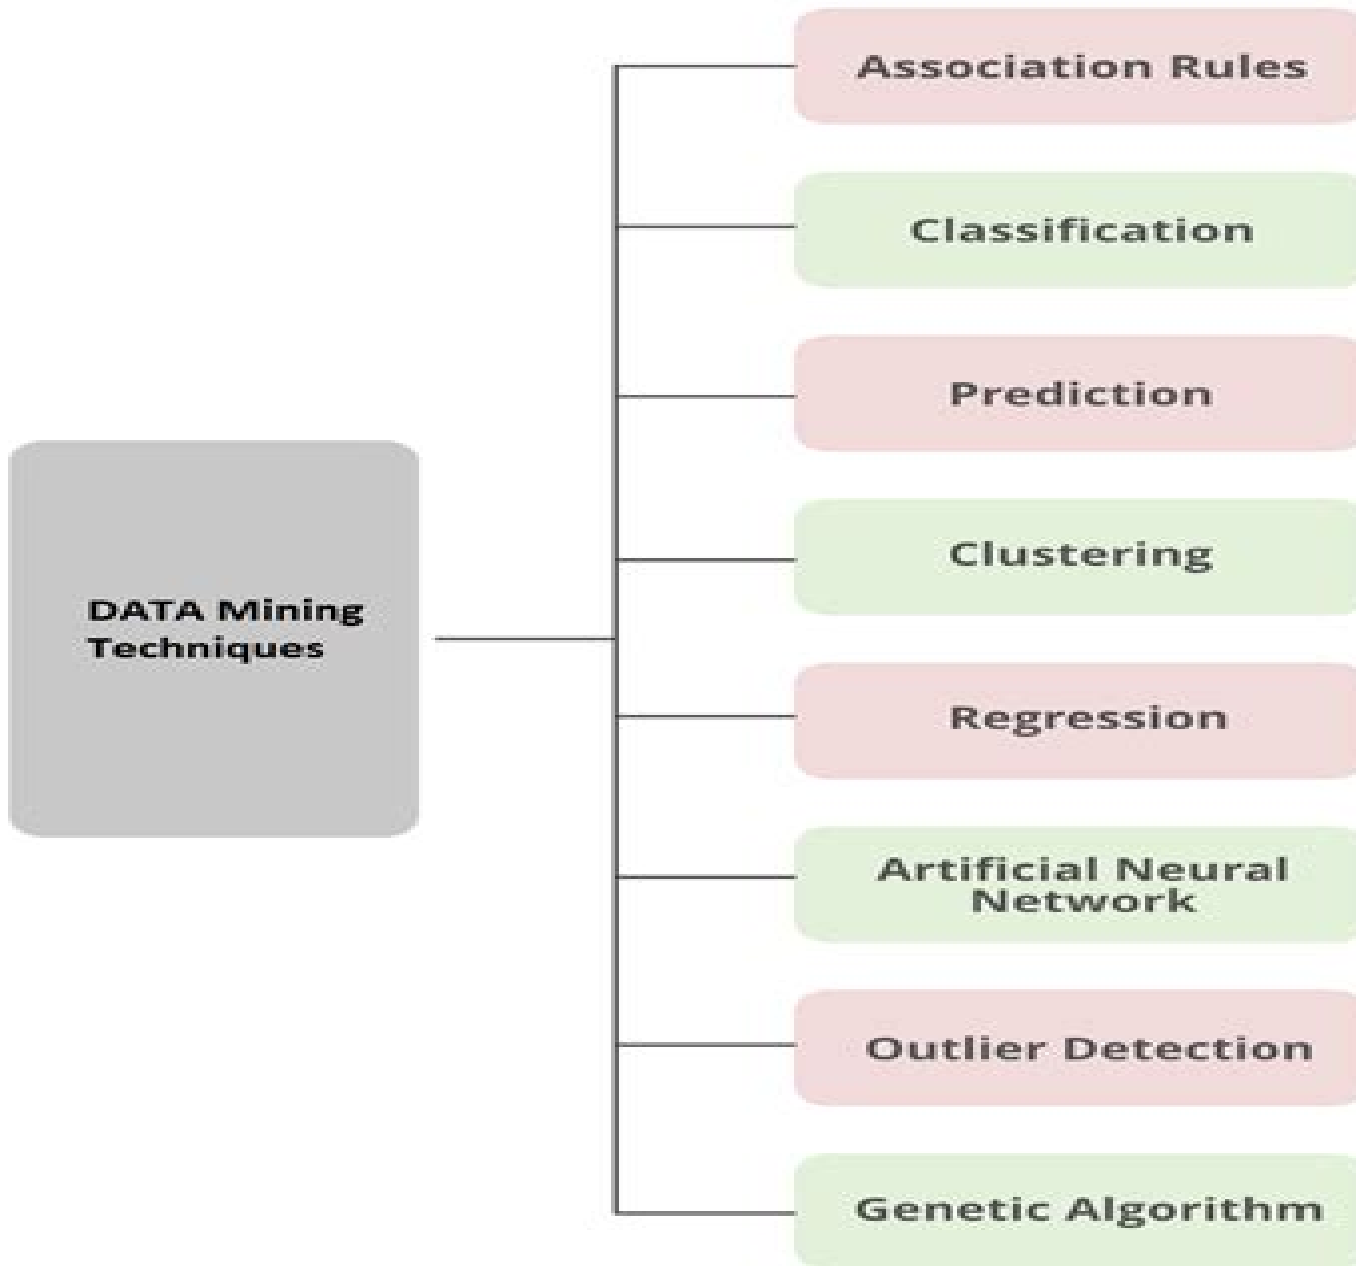 DATA Mining
Techniques
Association Rules
Classification
Prediction
Clustering
Regression
Artificial Neural
Network
Outlier Detection
Genetic Algorithm